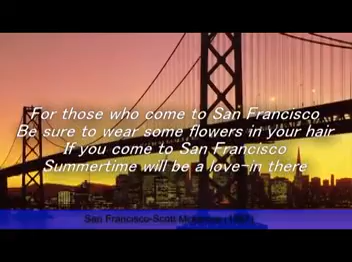 For those who come to San Francisco
Be sure to wear some flowers in your hair
If you come to San Francisco
Summertime will be a love-in there
San Francisco-Scott